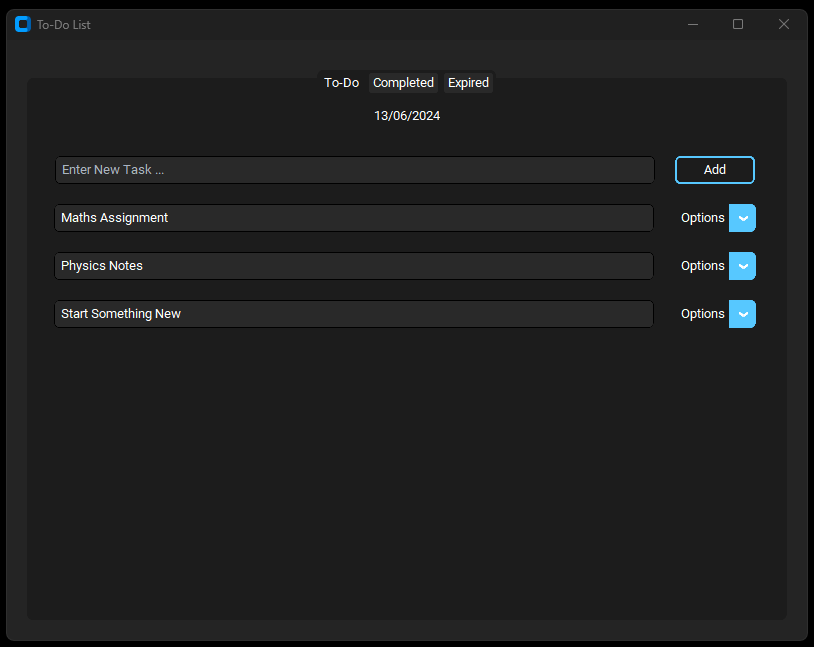 To-Do List
To-Do Completed Expired
13/06/2024
Enter New Task ... Add
Maths Assignment Options
Physics Notes Options
Start Something New Options